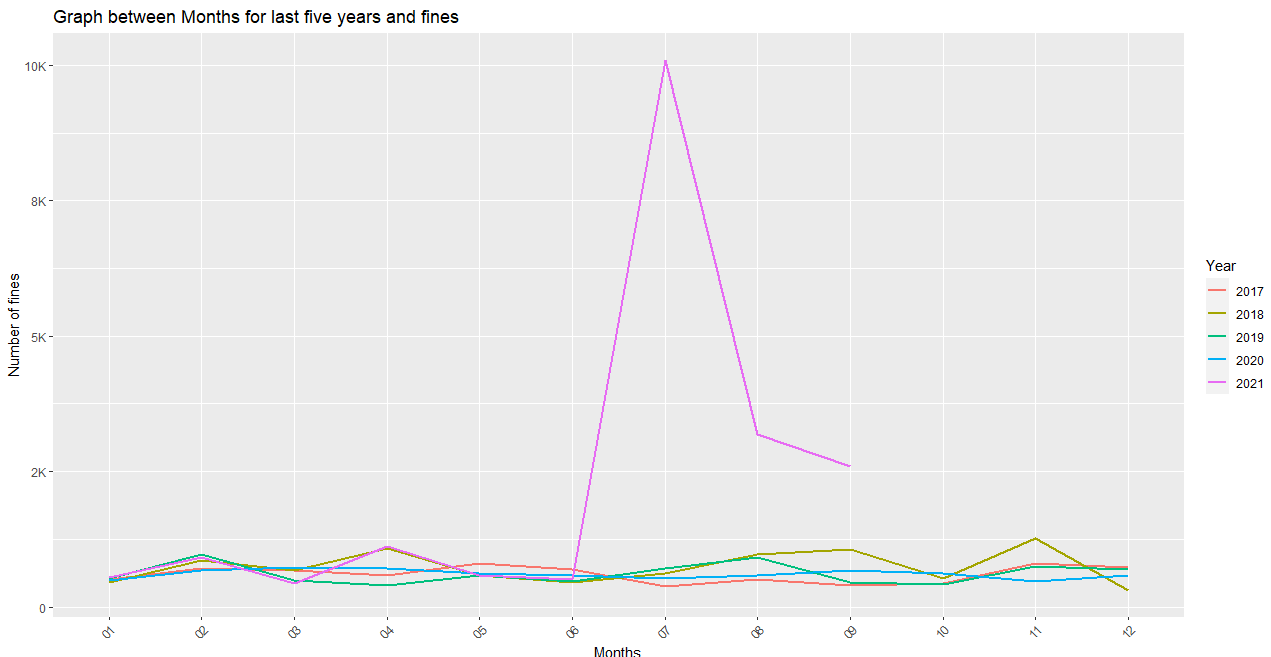 Graph between Months for last five years and fines
10K
8K
5K
2K
0
Number of fines
01
02
03
04
05
06
07
08
09
10
11
12
Months
Year
2017
2018
2019
2020
2021